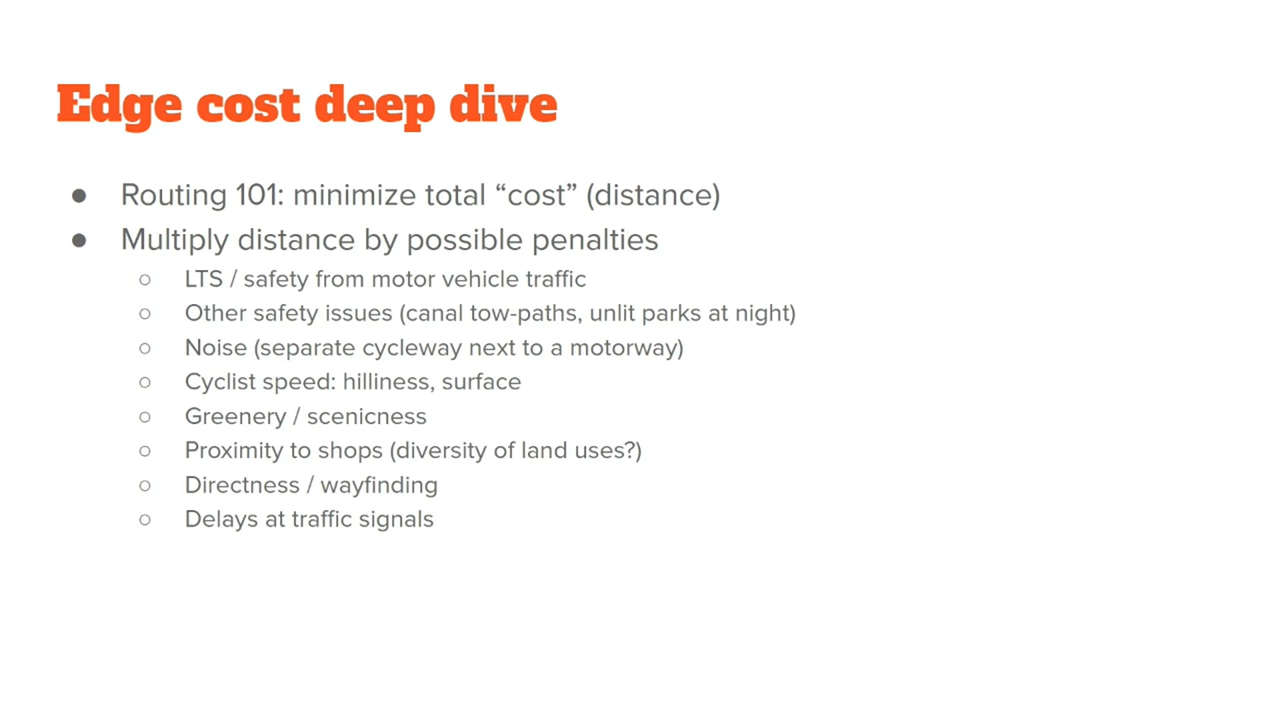 Edge cost deep dive
● Routing 101: minimize total “cost” (distance)
● Multiply distance by possible penalties
○ LTS / safety from motor vehicle traffic
○ Other safety issues (canal tow-paths, unlit parks at night)
○ Noise (separate cycleway next to a motorway)
○ Cyclist speed: hilliness, surface
○ Greenery / scenicness
○ Proximity to shops (diversity of land uses?)
○ Directness / wayfinding
○ Delays at traffic signals